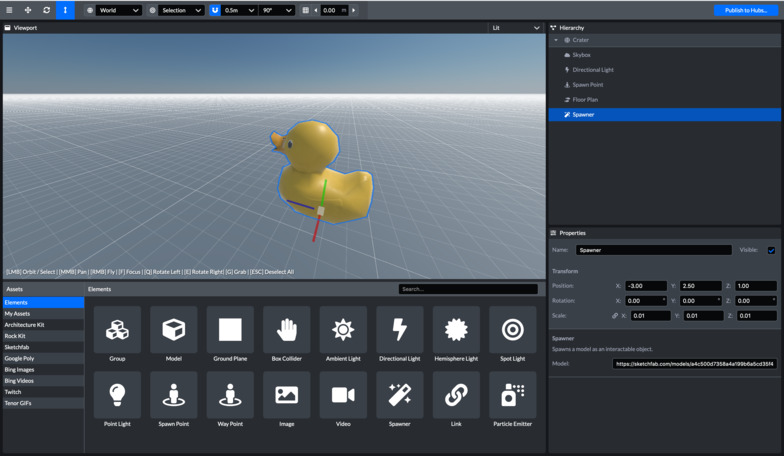 World
Selection
0.5m
90°
0.00 m
Publish to Hubs...
Viewport
Lit
[LMB] Orbit / Select | [MMB] Pan | [RMB] Fly | [F] Focus | [Q] Rotate Left | [E] Rotate Right| [G] Grab | [ESC] Deselect All
Hierarchy
Crater
Skybox
Directional Light
Spawn Point
Floor Plan
Spawner
Assets
Elements
My Assets
Architecture Kit
Rock Kit
Sketchfab
Google Poly
Bing Images
Bing Videos
Twitch
Tenor GIFs
Elements
Search...
Group
Model
Ground Plane
Box Collider
Ambient Light
Directional Light
Hemisphere Light
Spot Light
Point Light
Spawn Point
Way Point
Image
Video
Spawner
Link
Particle Emitter
Properties
Name: Spawner Visible:
Transform
Position: X: -3.00 Y: 2.50 Z: 1.00
Rotation: X: 0.00 ° Y: 0.00 ° Z: 0.00 °
Scale: X: 0.01 Y: 0.01 Z: 0.01
Spawner
Spawns a model as an interactable object.
Model: